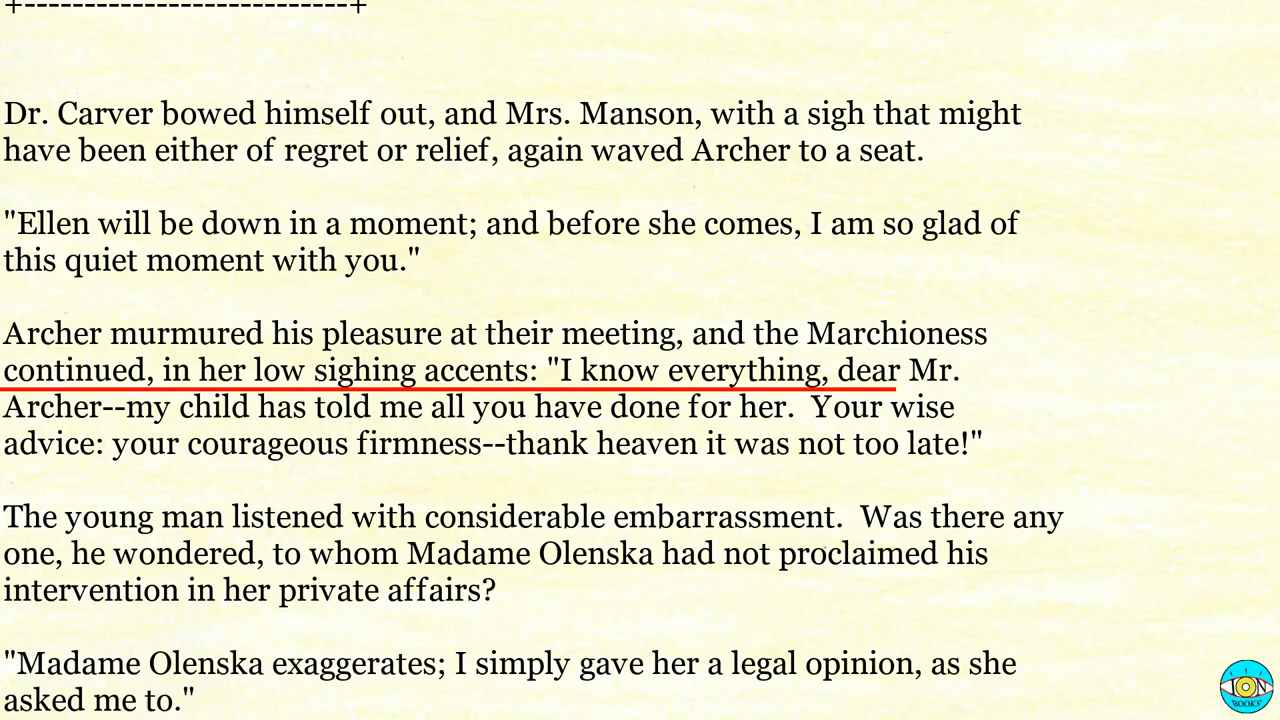 +---------------------------+
Dr. Carver bowed himself out, and Mrs. Manson, with a sigh that might
have been either of regret or relief, again waved Archer to a seat.
"Ellen will be down in a moment; and before she comes, I am so glad of
this quiet moment with you."
Archer murmured his pleasure at their meeting, and the Marchioness
continued, in her low sighing accents: "I know everything, dear Mr.
Archer--my child has told me all you have done for her.  Your wise
advice: your courageous firmness--thank heaven it was not too late!"
The young man listened with considerable embarrassment.  Was there any
one, he wondered, to whom Madame Olenska had not proclaimed his
intervention in her private affairs?
"Madame Olenska exaggerates; I simply gave her a legal opinion, as she
asked me to."
ION
BOOKS